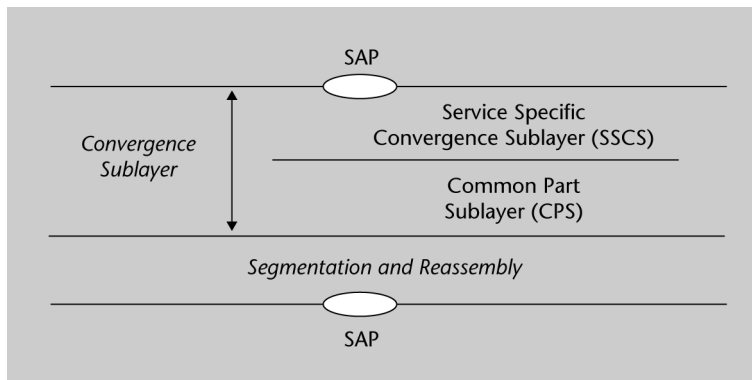 SAP
Service Specific
Convergence Sublayer (SSCS)
Convergence
Sublayer
Common Part
Sublayer (CPS)
Segmentation and Reassembly
SAP